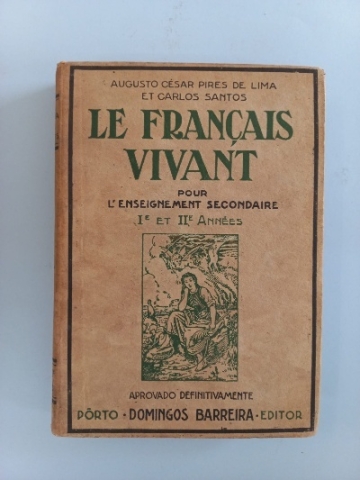 AUGUSTO CÉSAR PIRES DE LIMA
ET CARLOS SANTOS
LE FRANÇAIS
VIVANT
POUR
L'ENSEIGNEMENT SECONDAIRE
Iᴱ ET IIᴱ ANNÉES
APROVADO DEFINITIVAMENTE
PÔRTO · DOMINGOS BARREIRA · EDITOR